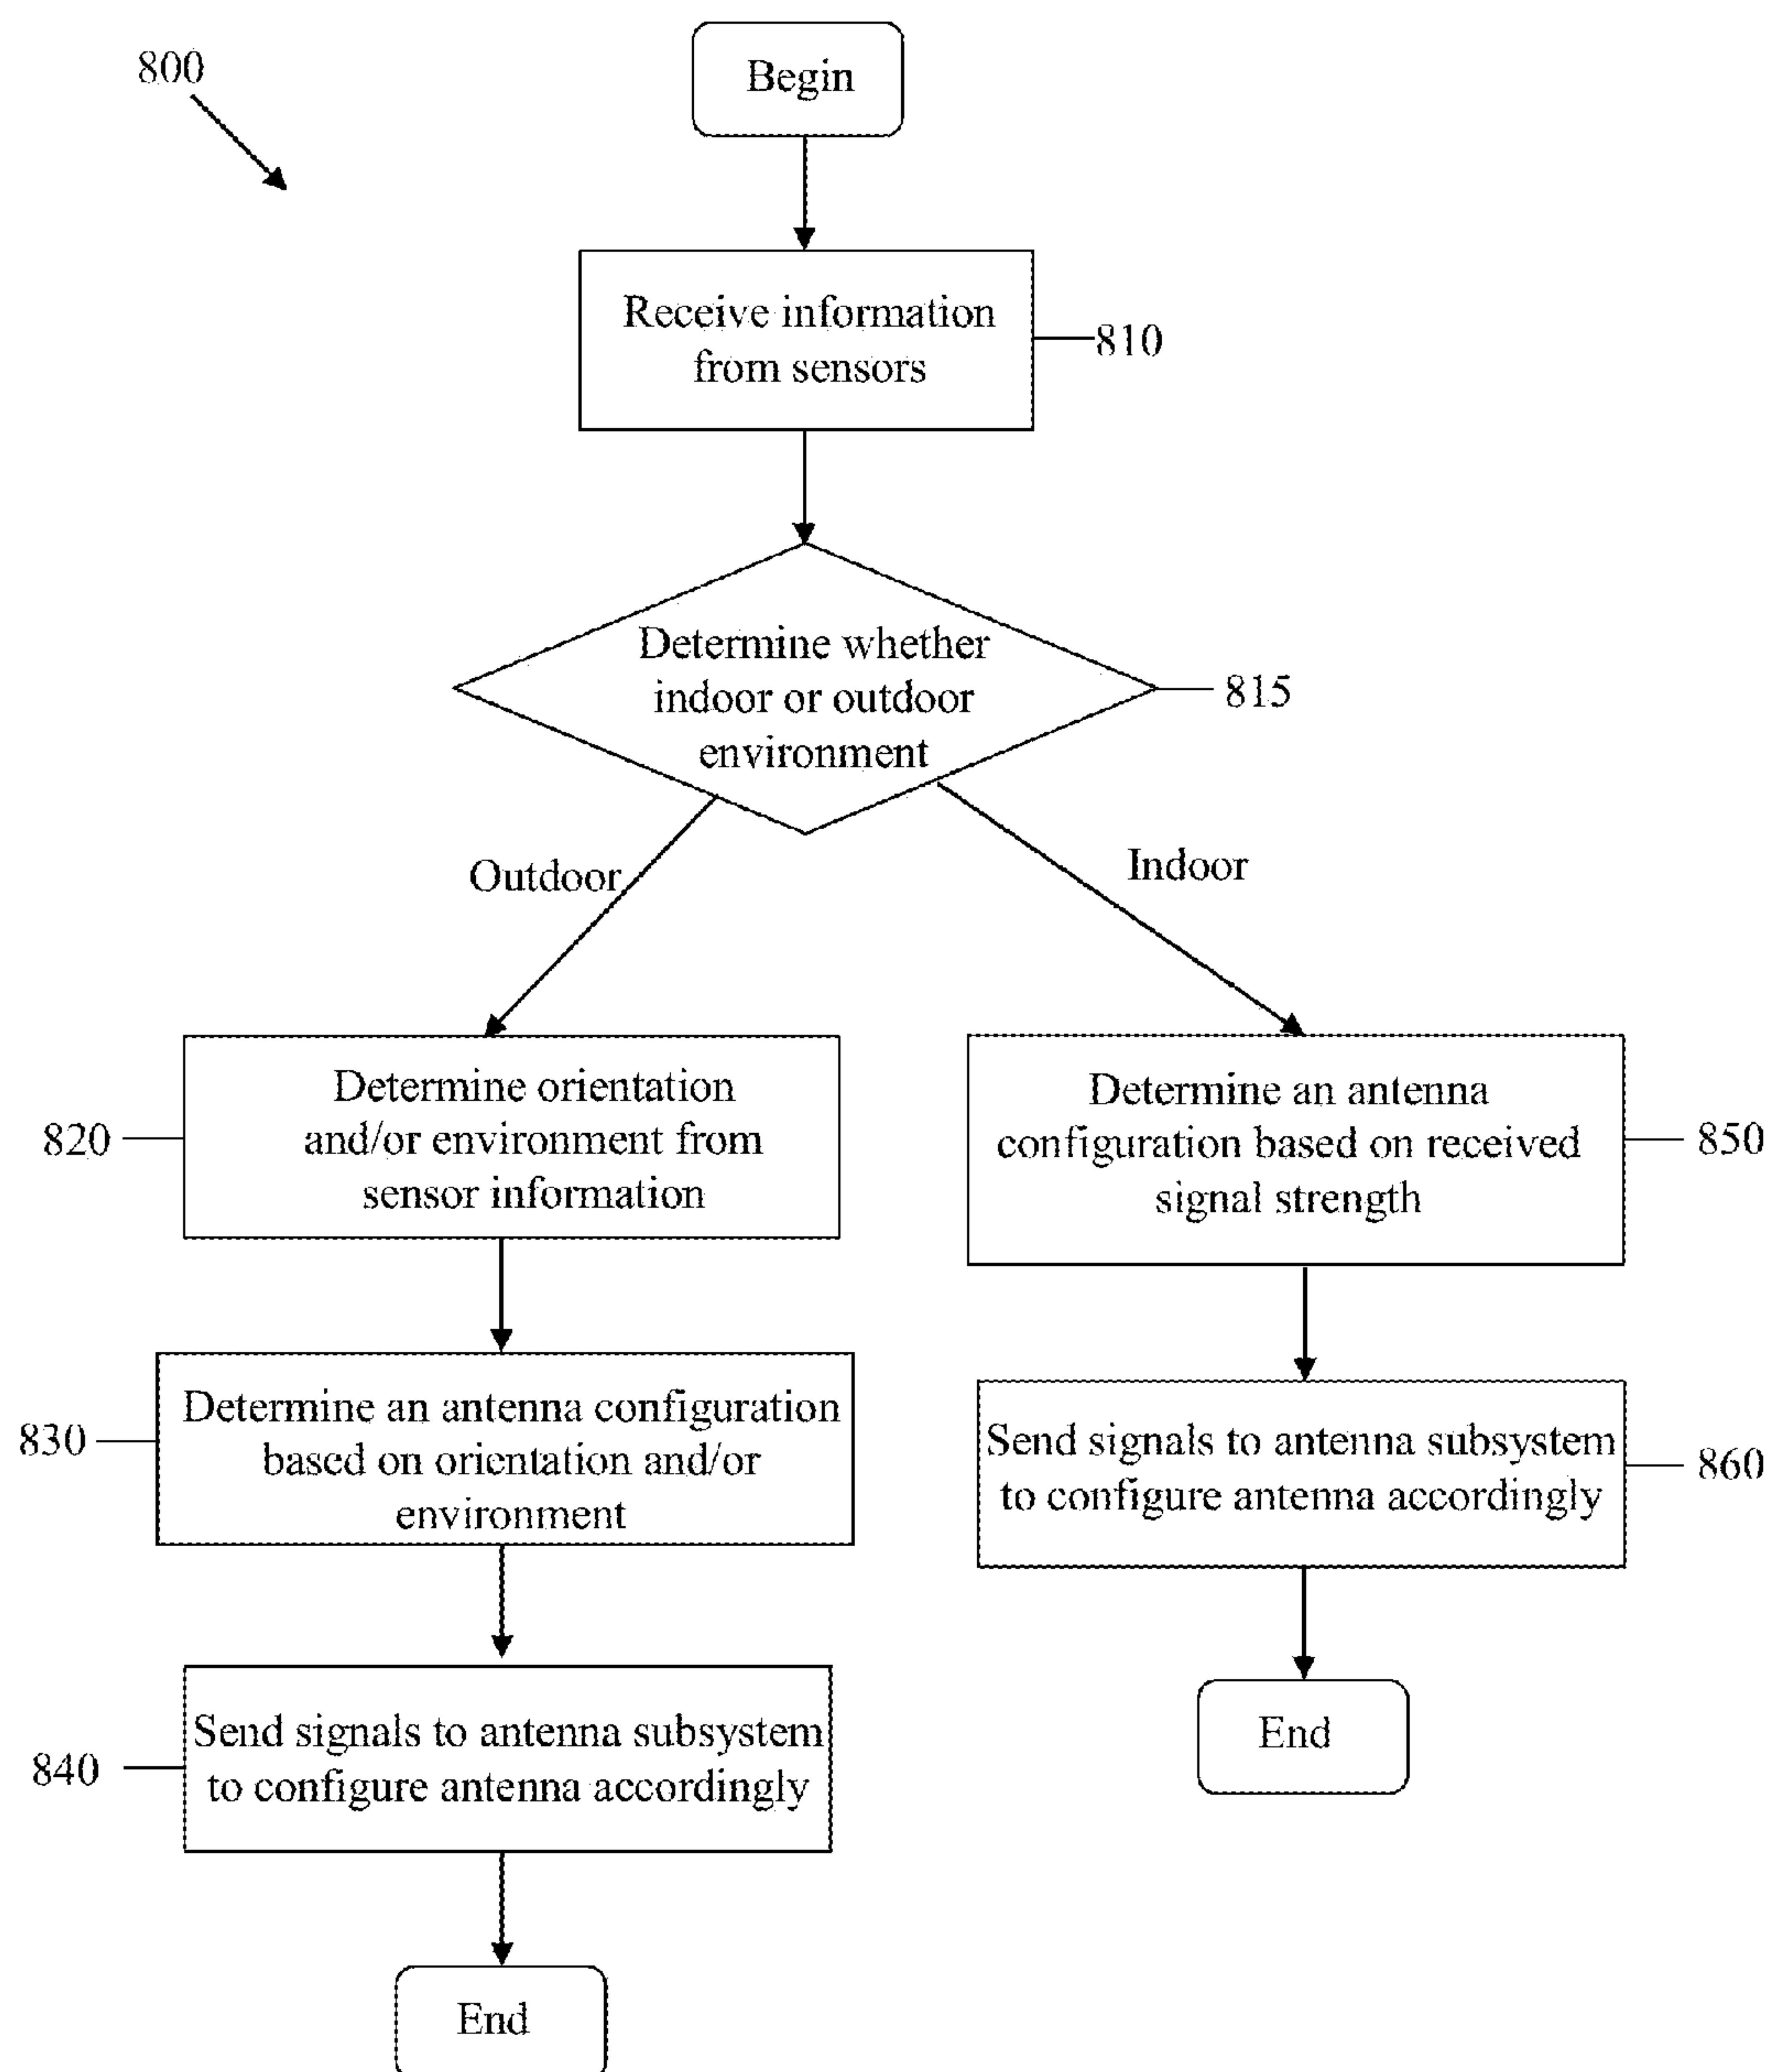 800
Begin
Receive information
from sensors
810
Determine whether
indoor or outdoor
environment
815
Outdoor
Indoor
820
Determine orientation
and/or environment from
sensor information
Determine an antenna
configuration based on received
signal strength
850
830
Determine an antenna configuration
based on orientation and/or
environment
Send signals to antenna subsystem
to configure antenna accordingly
860
840
Send signals to antenna subsystem
to configure antenna accordingly
End
End